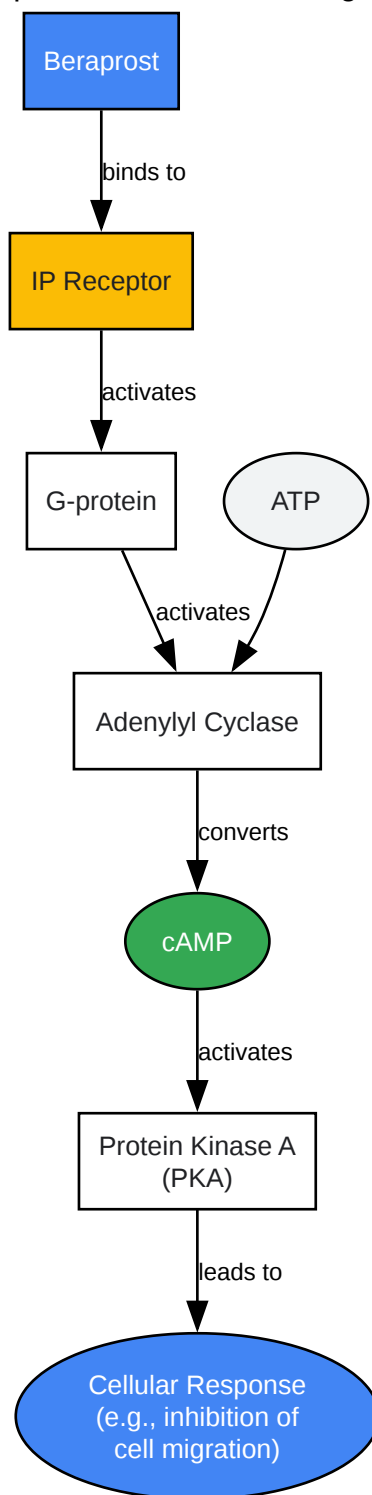 Beraprost
binds to
IP Receptor
activates
G-protein
ATP
activates
Adenylyl Cyclase
converts
cAMP
activates
Protein Kinase A
(PKA)
leads to
Cellular Response
(e.g., inhibition of
cell migration)